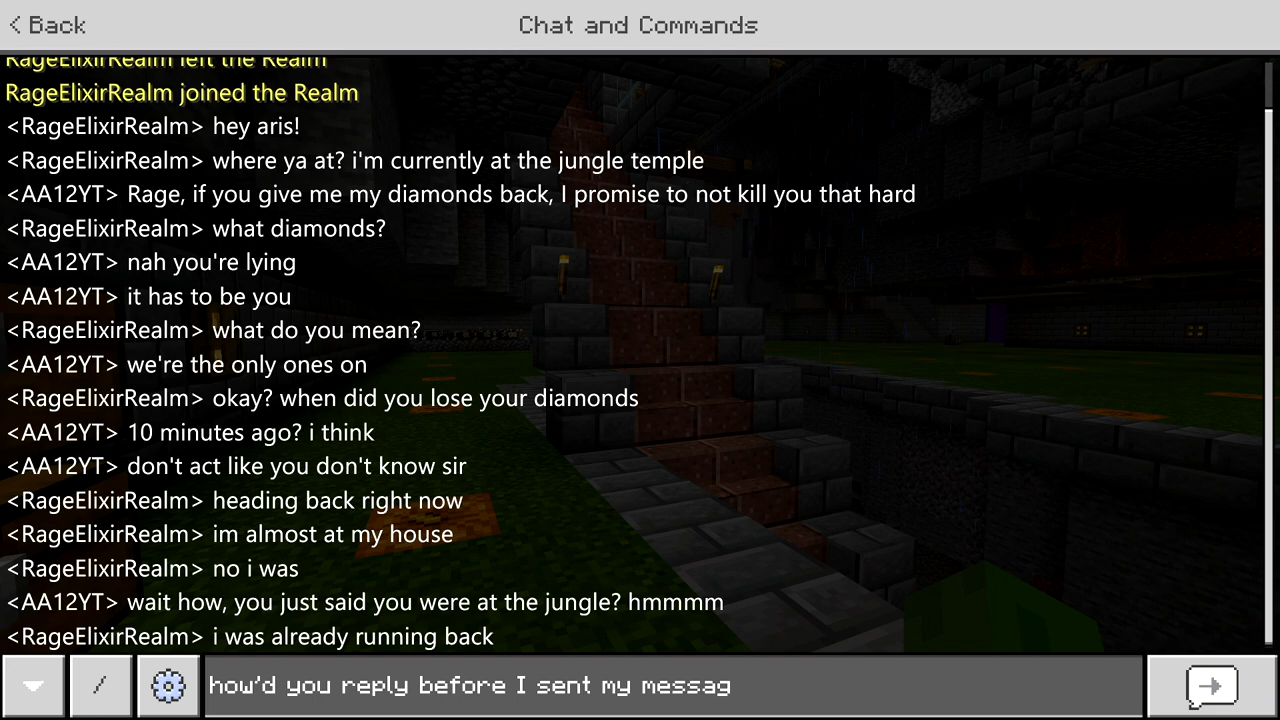 < Back
Chat and Commands
RageElixirRealm left the Realm
RageElixirRealm joined the Realm
<RageElixirRealm> hey aris!
<RageElixirRealm> where ya at? i'm currently at the jungle temple
<AA12YT> Rage, if you give me my diamonds back, I promise to not kill you that hard
<RageElixirRealm> what diamonds?
<AA12YT> nah you're lying
<AA12YT> it has to be you
<RageElixirRealm> what do you mean?
<AA12YT> we're the only ones on
<RageElixirRealm> okay? when did you lose your diamonds
<AA12YT> 10 minutes ago? i think
<AA12YT> don't act like you don't know sir
<RageElixirRealm> heading back right now
<RageElixirRealm> im almost at my house
<RageElixirRealm> no i was
<AA12YT> wait how, you just said you were at the jungle? hmmmm
<RageElixirRealm> i was already running back
/
how'd you reply before I sent my messag